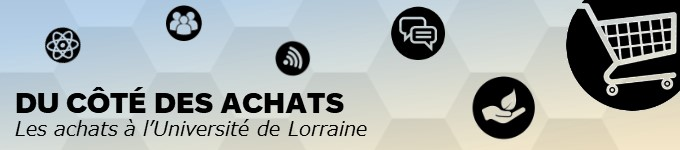 DU CÔTÉ DES ACHATS
Les achats à l'Université de Lorraine